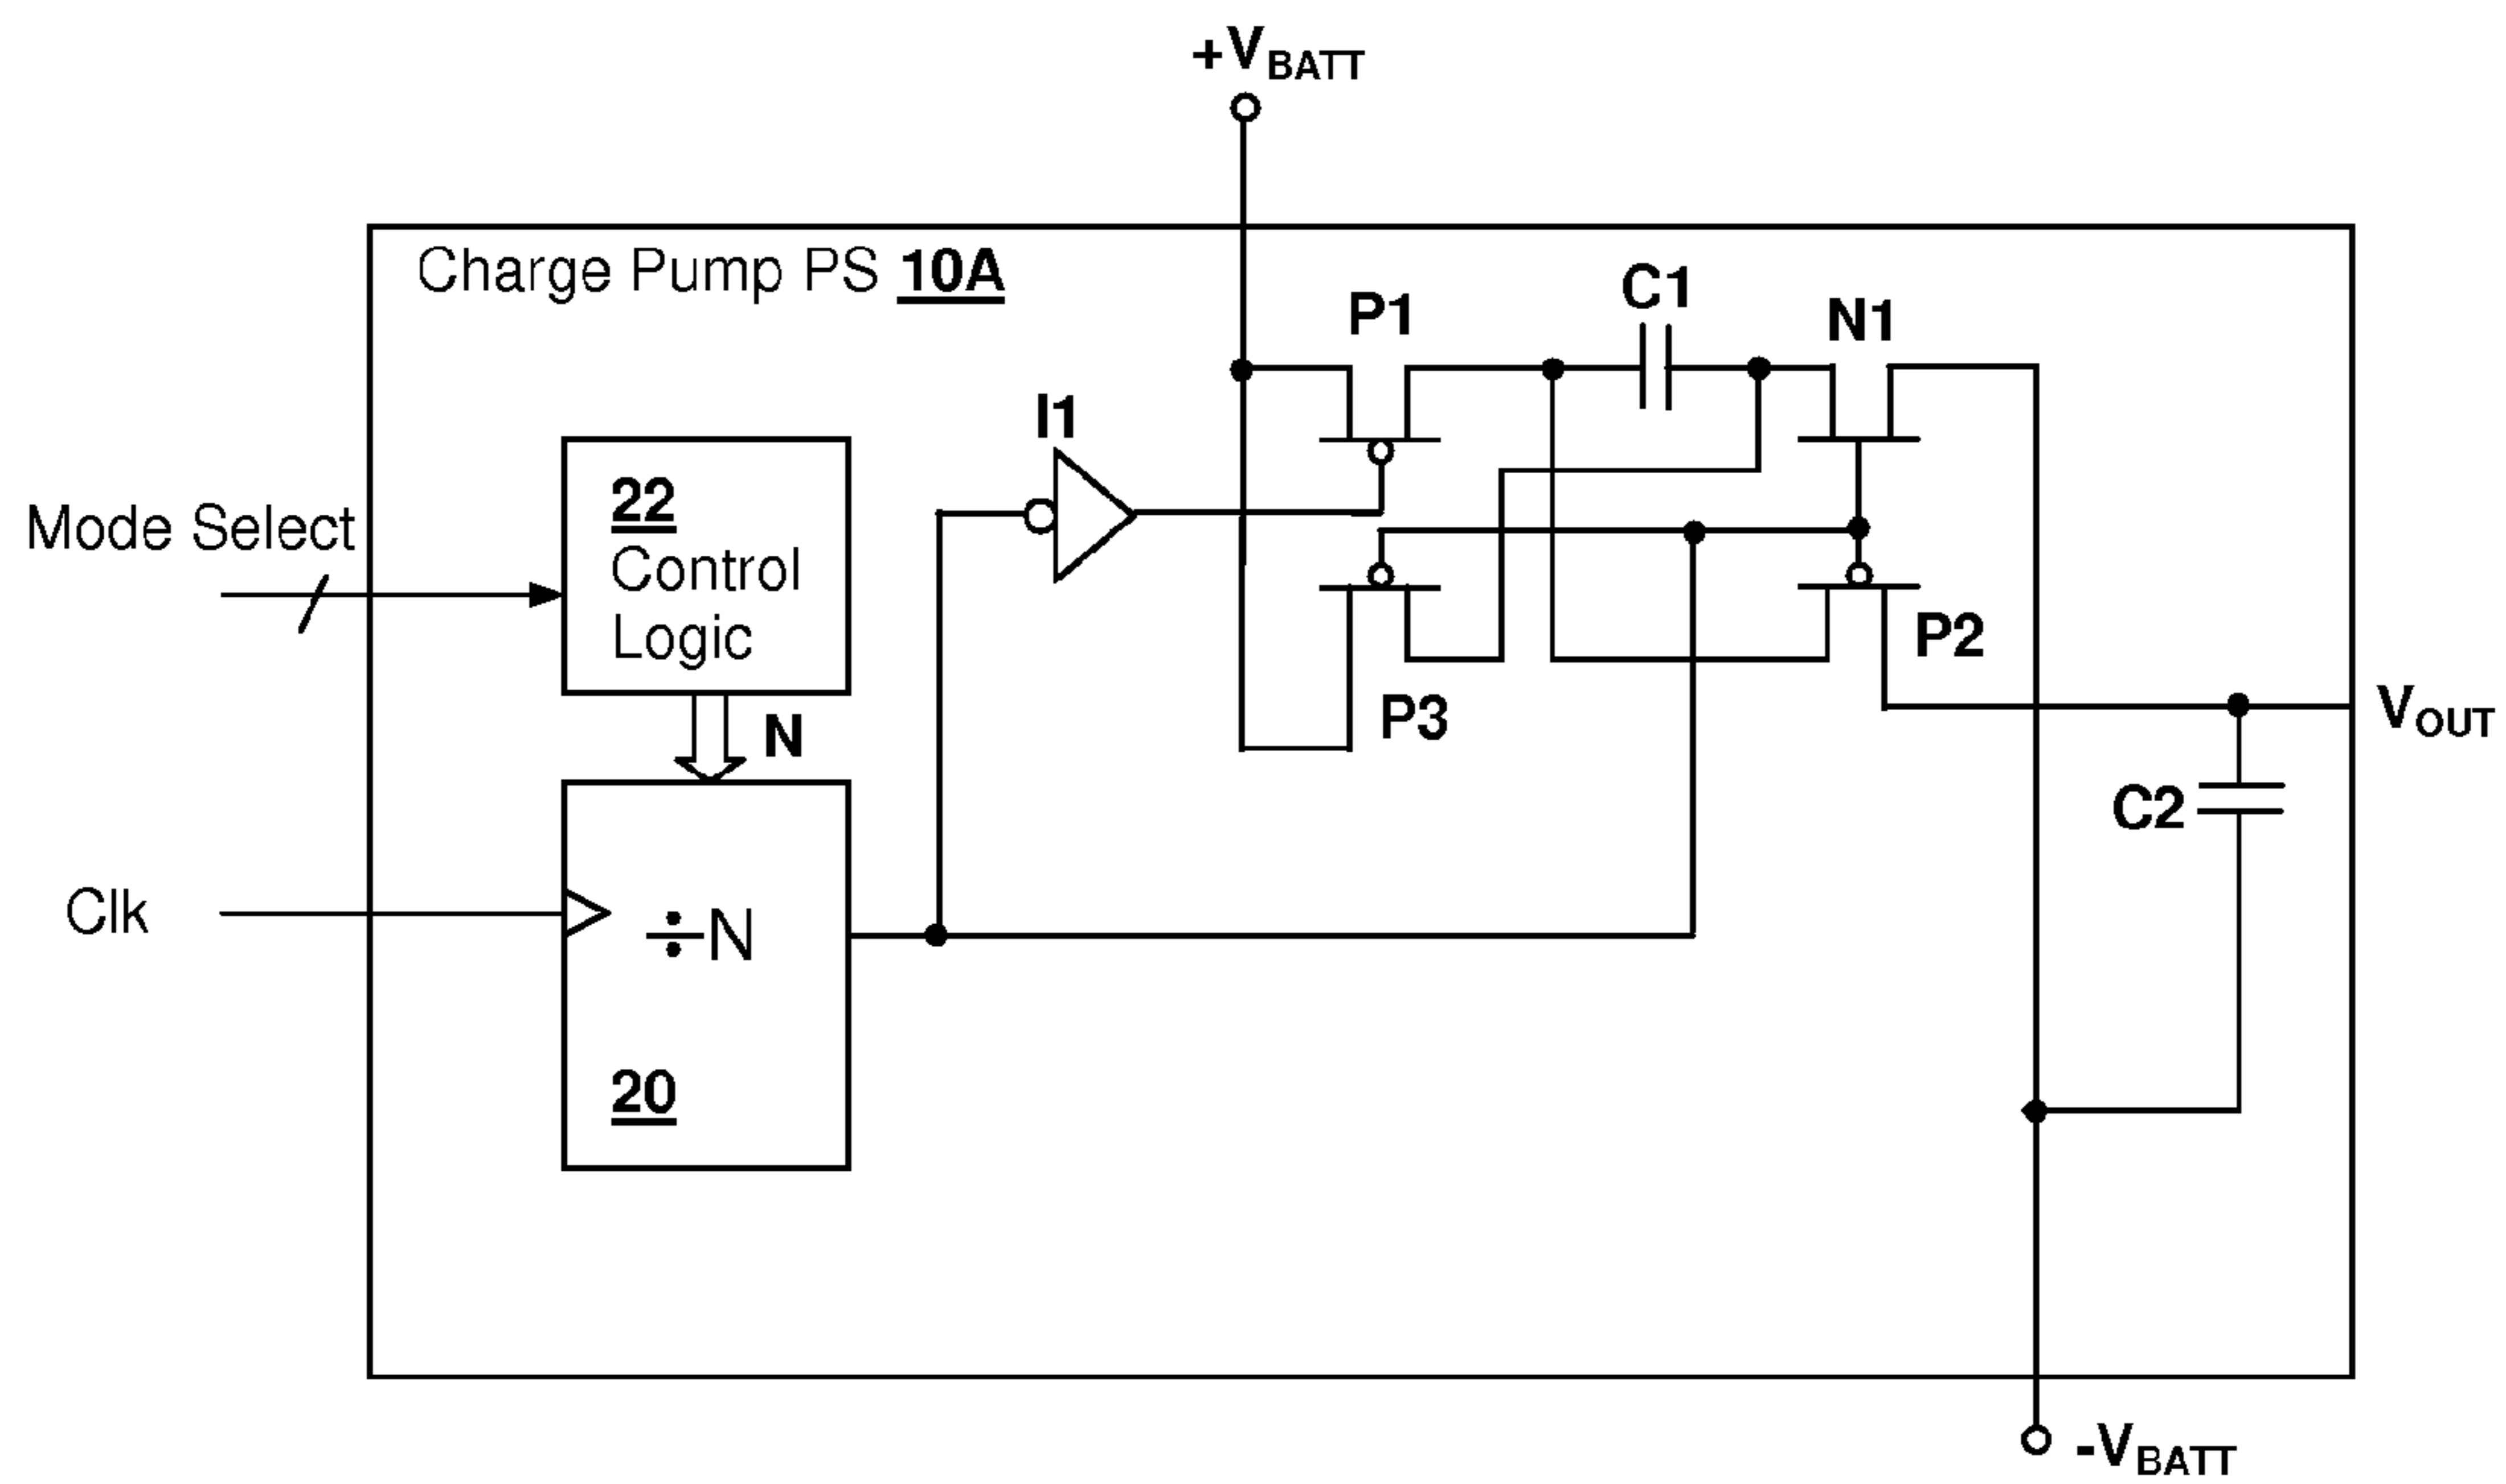 +VBATT
Charge Pump PS 10A
P1
C1
N1
I1
Mode Select
22
Control
Logic
P2
P3
N
VOUT
C2
Clk
÷N
20
-VBATT